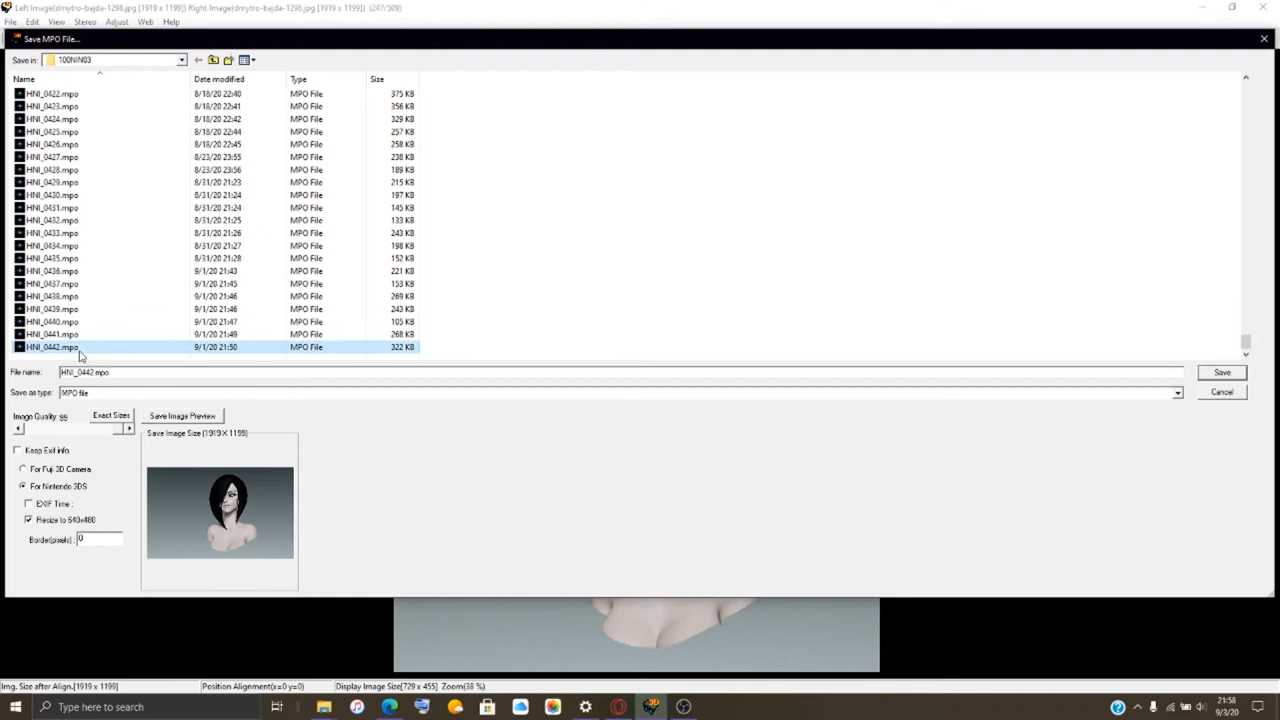 Left Image(dmytro-bajda-1298.jpg [1919 x 1199]) Right Image(dmytro-bajda-1298.jpg [1919 x 1199]) (247/509)
File Edit View Stereo Adjust Web Help
Save MPO File...
Save in: 100NIN03
Name Date modified Type Size
HNI_0422.mpo 8/18/20 22:40 MPO File 375 KB
HNI_0423.mpo 8/18/20 22:41 MPO File 356 KB
HNI_0424.mpo 8/18/20 22:42 MPO File 329 KB
HNI_0425.mpo 8/18/20 22:44 MPO File 257 KB
HNI_0426.mpo 8/18/20 22:45 MPO File 258 KB
HNI_0427.mpo 8/23/20 23:55 MPO File 238 KB
HNI_0428.mpo 8/23/20 23:56 MPO File 189 KB
HNI_0429.mpo 8/31/20 21:23 MPO File 215 KB
HNI_0430.mpo 8/31/20 21:24 MPO File 197 KB
HNI_0431.mpo 8/31/20 21:24 MPO File 145 KB
HNI_0432.mpo 8/31/20 21:25 MPO File 133 KB
HNI_0433.mpo 8/31/20 21:26 MPO File 243 KB
HNI_0434.mpo 8/31/20 21:27 MPO File 198 KB
HNI_0435.mpo 8/31/20 21:28 MPO File 152 KB
HNI_0436.mpo 9/1/20 21:43 MPO File 221 KB
HNI_0437.mpo 9/1/20 21:45 MPO File 153 KB
HNI_0438.mpo 9/1/20 21:46 MPO File 269 KB
HNI_0439.mpo 9/1/20 21:46 MPO File 243 KB
HNI_0440.mpo 9/1/20 21:47 MPO File 105 KB
HNI_0441.mpo 9/1/20 21:49 MPO File 268 KB
HNI_0442.mpo 9/1/20 21:50 MPO File 322 KB
File name: HNI_0442.mpo Save
Save as type: MPO file Cancel
Image Quality: 99 Exact Sizes Save Image Preview
Save Image Size (1919X1199)
Keep Exif info.
For Fuji 3D Camera
For Nintendo 3DS
EXIF Time :
Resize to 640x480
Border(pixels) : 0
Img. Size after Align.[1919 x 1199] Position Alignment(x=0 y=0) Display Image Size[729 x 455] Zoom(38 %)
Type here to search
21:58
9/3/20